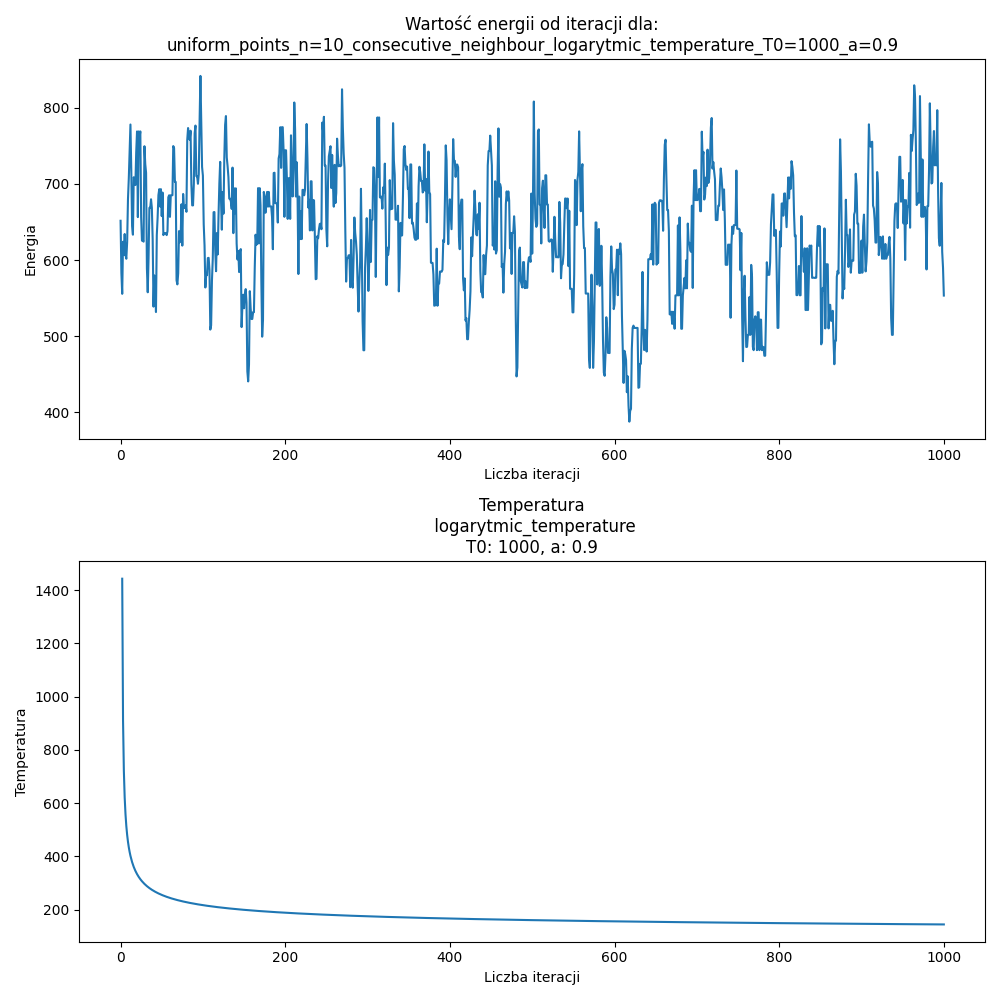 Wartość energii od iteracji dla:
uniform_points_n=10_consecutive_neighbour_logarytmic_temperature_T0=1000_a=0.9
800
700
600
500
400
Energia
0 200 400 600 800 1000
Liczba iteracji
Temperatura
logarytmic_temperature
T0: 1000, a: 0.9
1400
1200
1000
800
600
400
200
Temperatura
0 200 400 600 800 1000
Liczba iteracji